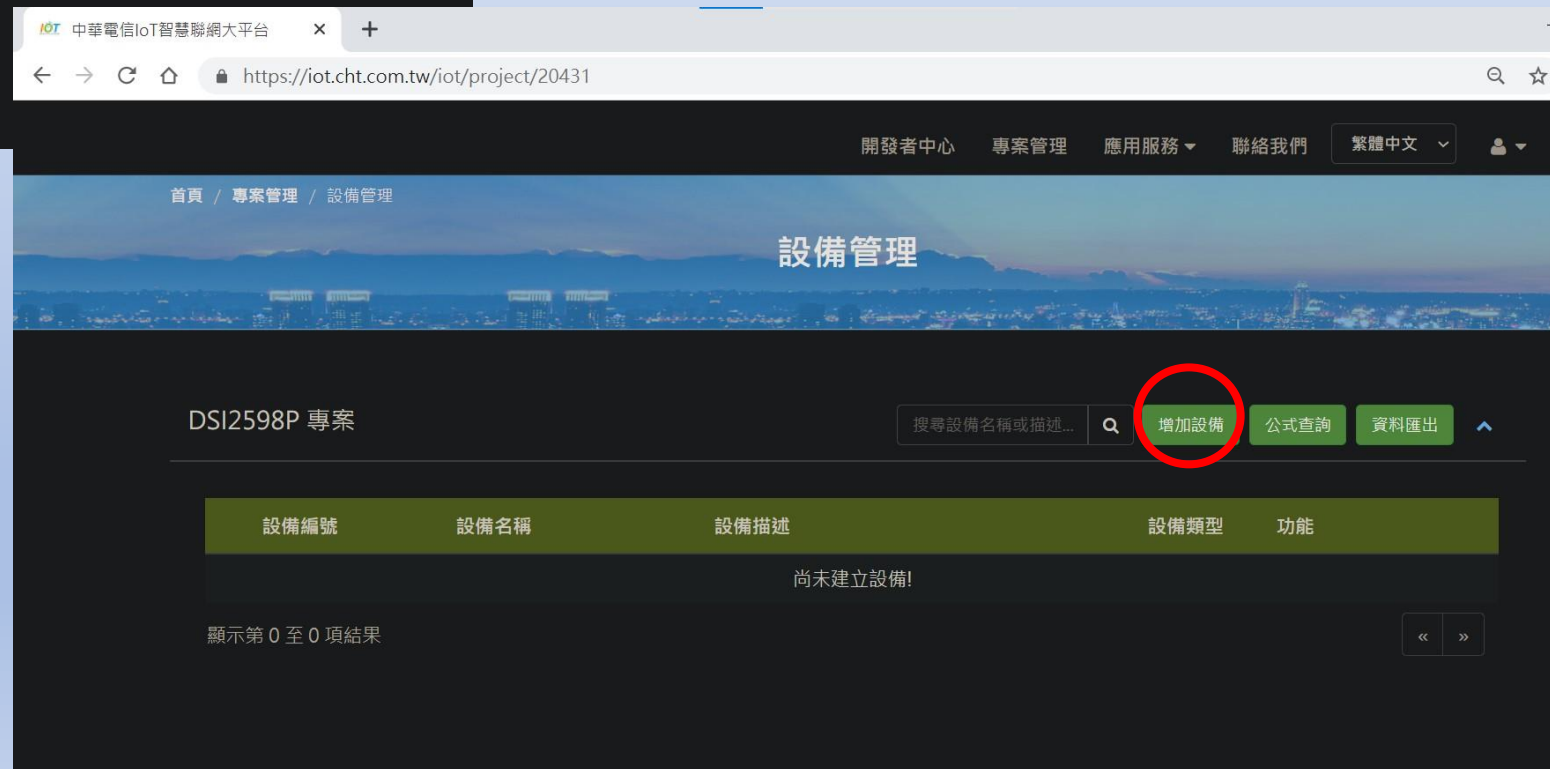 IOT 中華電信IoT智慧聯網大平台
https://iot.cht.com.tw/iot/project/20431
開發者中心 專案管理 應用服務 聯絡我們 繁體中文
首頁 / 專案管理 / 設備管理
設備管理
DSI2598P 專案 搜尋設備名稱或描述... 增加設備 公式查詢 資料匯出
設備編號 設備名稱 設備描述 設備類型 功能
尚未建立設備!
顯示第 0 至 0 項結果 « »